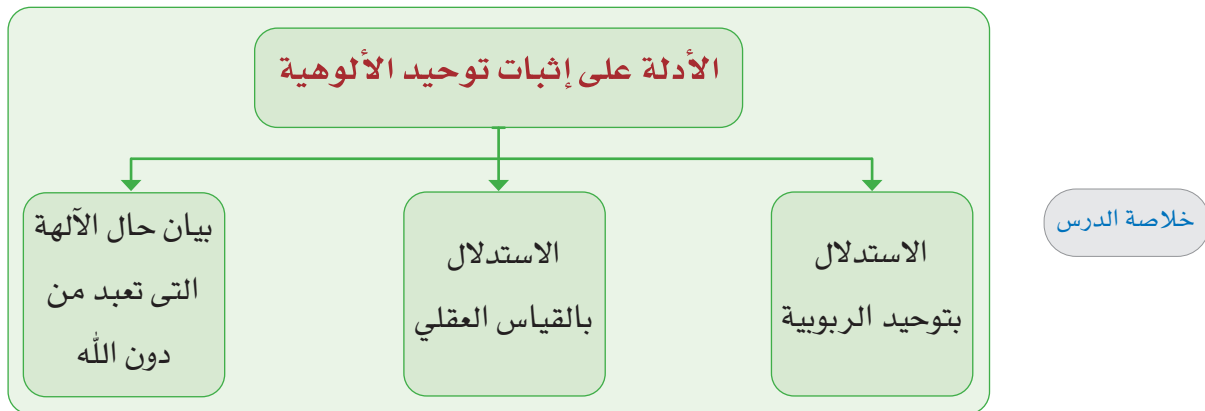 خلاصة الدرس
الأدلة على إثبات توحيد الألوهية
الاستدلال
بتوحيد الربوبية
الاستدلال
بالقياس العقلي
بيان حال الآلهة
التى تعبد من
دون الله